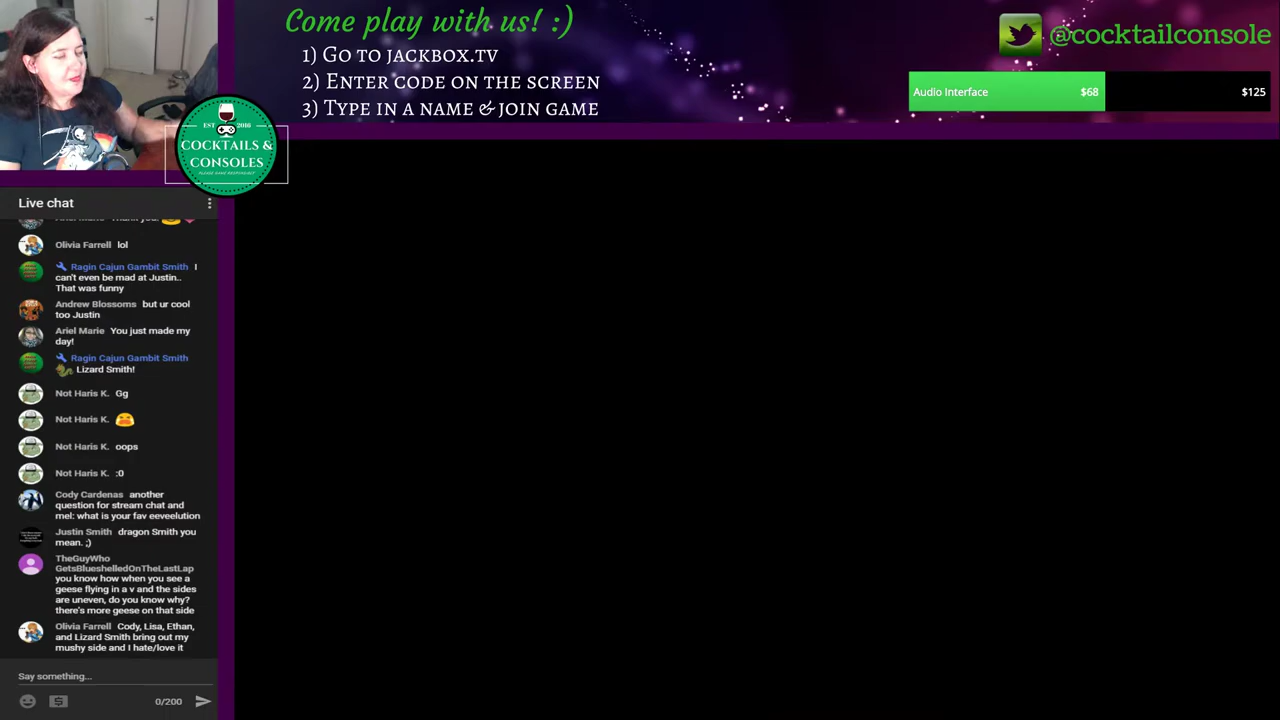 Come play with us! :)
1) Go to jackbox.tv
2) Enter code on the screen
3) Type in a name & join game
@cocktailconsole
Audio Interface $68 $125
EST 2016
COCKTAILS &
CONSOLES
PLEASE GAME RESPONSIBLY
Live chat
Olivia Farrell lol
Ragin Cajun Gambit Smith I
can't even be mad at Justin..
That was funny
Andrew Blossoms but ur cool
too Justin
Ariel Marie You just made my
day!
Ragin Cajun Gambit Smith
Lizard Smith!
Not Haris K. Gg
Not Haris K.
Not Haris K. oops
Not Haris K. :0
Cody Cardenas another
question for stream chat and
mel: what is your fav eeveelution
Justin Smith dragon Smith you
mean. ;)
TheGuyWho
GetsBlueshelledOnTheLastLap
you know how when you see a
geese flying in a v and the sides
are uneven, do you know why?
there's more geese on that side
Olivia Farrell Cody, Lisa, Ethan,
and Lizard Smith bring out my
mushy side and I hate/love it
Say something...
0/200